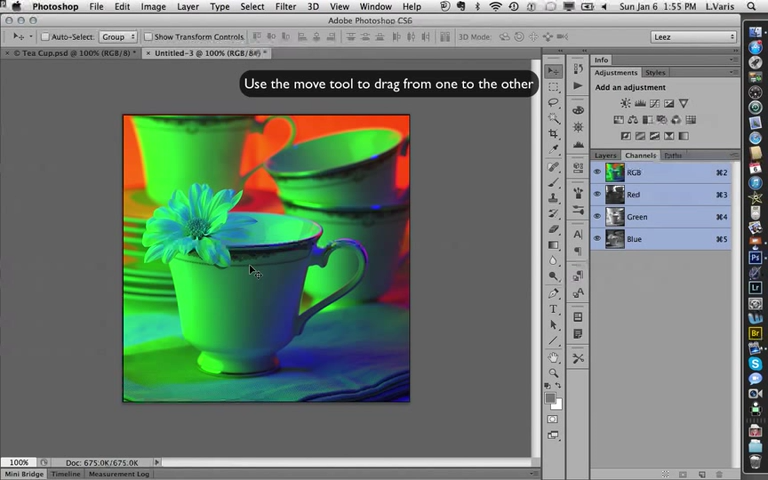 Photoshop File Edit Image Layer Type Select Filter 3D View Window Help Sun Jan 6 1:55 PM L.Varis
Adobe Photoshop CS6
Auto-Select: Group Show Transform Controls 3D Mode: Leez
© Tea Cup.psd @ 100% (RGB/8) * Untitled-3 @ 100% (RGB/8#) *
Use the move tool to drag from one to the other
Info
Adjustments Styles
Add an adjustment
Layers Channels Paths
RGB ⌘2
Red ⌘3
Green ⌘4
Blue ⌘5
100% Doc: 675.0K/675.0K
Mini Bridge Timeline Measurement Log